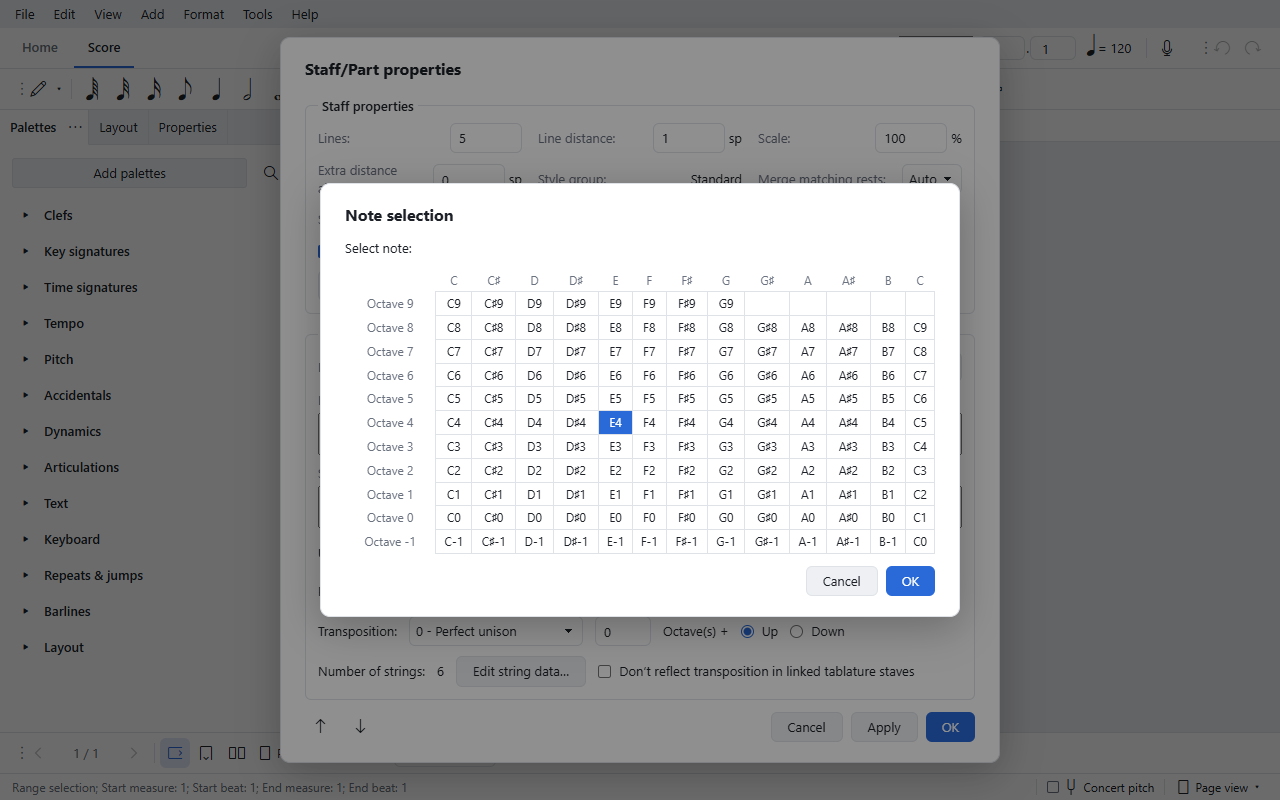 File Edit View Add Format Tools Help
Home Score
. 1 = 120
Palettes ··· Layout Properties
Add palettes
Clefs
Key signatures
Time signatures
Tempo
Pitch
Accidentals
Dynamics
Articulations
Text
Keyboard
Repeats & jumps
Barlines
Layout
Staff/Part properties
Staff properties
Lines: 5 Line distance: 1 sp Scale: 100 %
Extra distance 0 sp Style group: Standard Merge matching rests: Auto
Note selection
Select note:
C C♯ D D♯ E F F♯ G G♯ A A♯ B C
Octave 9 C9 C♯9 D9 D♯9 E9 F9 F♯9 G9
Octave 8 C8 C♯8 D8 D♯8 E8 F8 F♯8 G8 G♯8 A8 A♯8 B8 C9
Octave 7 C7 C♯7 D7 D♯7 E7 F7 F♯7 G7 G♯7 A7 A♯7 B7 C8
Octave 6 C6 C♯6 D6 D♯6 E6 F6 F♯6 G6 G♯6 A6 A♯6 B6 C7
Octave 5 C5 C♯5 D5 D♯5 E5 F5 F♯5 G5 G♯5 A5 A♯5 B5 C6
Octave 4 C4 C♯4 D4 D♯4 E4 F4 F♯4 G4 G♯4 A4 A♯4 B4 C5
Octave 3 C3 C♯3 D3 D♯3 E3 F3 F♯3 G3 G♯3 A3 A♯3 B3 C4
Octave 2 C2 C♯2 D2 D♯2 E2 F2 F♯2 G2 G♯2 A2 A♯2 B2 C3
Octave 1 C1 C♯1 D1 D♯1 E1 F1 F♯1 G1 G♯1 A1 A♯1 B1 C2
Octave 0 C0 C♯0 D0 D♯0 E0 F0 F♯0 G0 G♯0 A0 A♯0 B0 C1
Octave -1 C-1 C♯-1 D-1 D♯-1 E-1 F-1 F♯-1 G-1 G♯-1 A-1 A♯-1 B-1 C0
Cancel OK
Transposition: 0 - Perfect unison 0 Octave(s) + Up Down
Number of strings: 6 Edit string data... Don't reflect transposition in linked tablature staves
Cancel Apply OK
1 / 1
Range selection; Start measure: 1; Start beat: 1; End measure: 1; End beat: 1 Concert pitch Page view